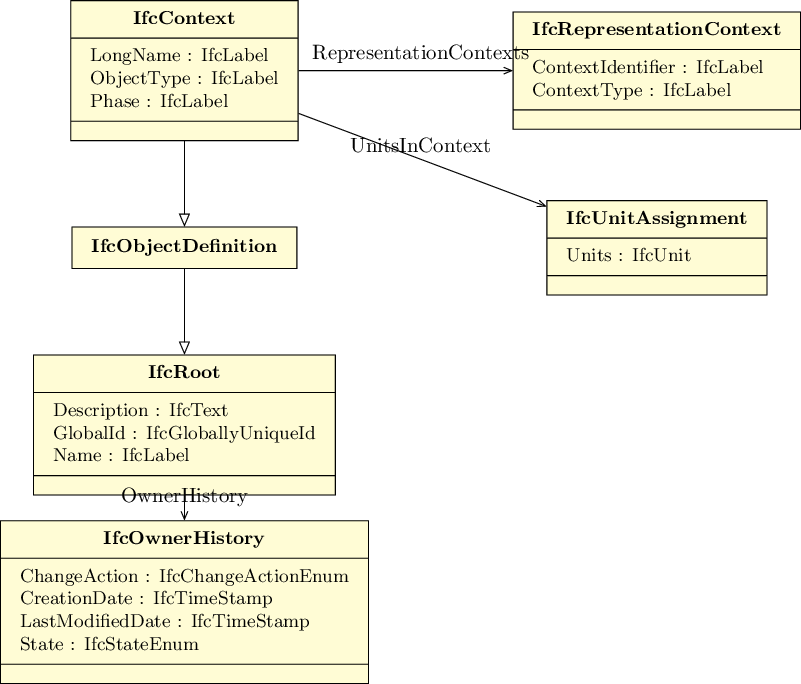 IfcContext
LongName : IfcLabel
ObjectType : IfcLabel
Phase : IfcLabel
RepresentationContexts
IfcRepresentationContext
ContextIdentifier : IfcLabel
ContextType : IfcLabel
UnitsInContext
IfcUnitAssignment
Units : IfcUnit
IfcObjectDefinition
IfcRoot
Description : IfcText
GlobalId : IfcGloballyUniqueId
Name : IfcLabel
OwnerHistory
IfcOwnerHistory
ChangeAction : IfcChangeActionEnum
CreationDate : IfcTimeStamp
LastModifiedDate : IfcTimeStamp
State : IfcStateEnum